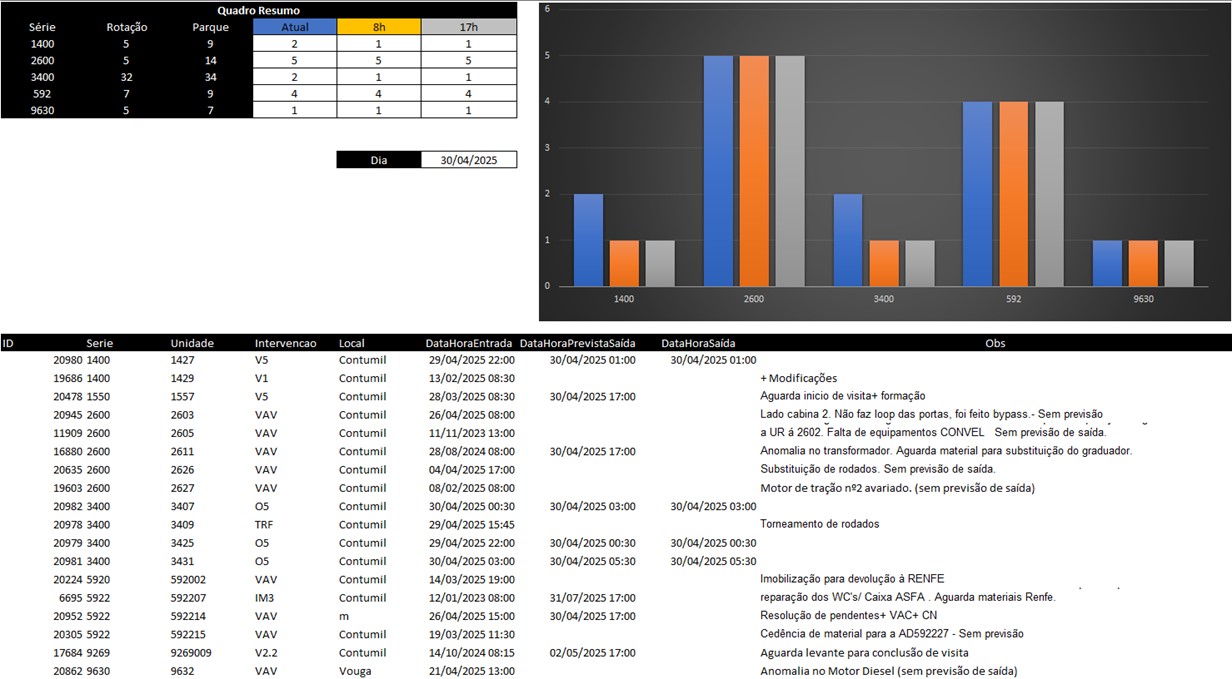 Quadro Resumo
Série Rotação Parque Atual 8h 17h
1400 5 9 2 1 1
2600 5 14 5 5 5
3400 32 34 2 1 1
592 7 9 4 4 4
9630 5 7 1 1 1
Dia 30/04/2025
6
5
4
3
2
1
0
1400 2600 3400 592 9630
ID Serie Unidade Intervencao Local DataHoraEntrada DataHoraPrevistaSaída DataHoraSaída Obs
20980 1400 1427 V5 Contumil 29/04/2025 22:00 30/04/2025 01:00 30/04/2025 01:00
19686 1400 1429 V1 Contumil 13/02/2025 08:30 + Modificações
20478 1550 1557 V5 Contumil 28/03/2025 08:30 30/04/2025 17:00 Aguarda inicio de visita+ formação
20945 2600 2603 VAV Contumil 26/04/2025 08:00 Lado cabina 2. Não faz loop das portas, foi feito bypass.- Sem previsão
11909 2600 2605 VAV Contumil 11/11/2023 13:00 a UR á 2602. Falta de equipamentos CONVEL Sem previsão de saída.
16880 2600 2611 VAV Contumil 28/08/2024 08:00 30/04/2025 17:00 Anomalia no transformador. Aguarda material para substituição do graduador.
20635 2600 2626 VAV Contumil 04/04/2025 17:00 Substituição de rodados. Sem previsão de saída.
19603 2600 2627 VAV Contumil 08/02/2025 08:00 Motor de tração nº2 avariado. (sem previsão de saída)
20982 3400 3407 O5 Contumil 30/04/2025 00:30 30/04/2025 03:00 30/04/2025 03:00
20978 3400 3409 TRF Contumil 29/04/2025 15:45 Torneamento de rodados
20979 3400 3425 O5 Contumil 29/04/2025 22:00 30/04/2025 00:30 30/04/2025 00:30
20981 3400 3431 O5 Contumil 30/04/2025 03:00 30/04/2025 05:30 30/04/2025 05:30
20224 5920 592002 VAV Contumil 14/03/2025 19:00 Imobilização para devolução à RENFE
6695 5922 592207 IM3 Contumil 12/01/2023 08:00 31/07/2025 17:00 reparação dos WC's/ Caixa ASFA . Aguarda materiais Renfe.
20952 5922 592214 VAV m 26/04/2025 15:00 30/04/2025 17:00 Resolução de pendentes+ VAC+ CN
20305 5922 592215 VAV Contumil 19/03/2025 11:30 Cedência de material para a AD592227 - Sem previsão
17684 9269 9269009 V2.2 Contumil 14/10/2024 08:15 02/05/2025 17:00 Aguarda levante para conclusão de visita
20862 9630 9632 VAV Vouga 21/04/2025 13:00 Anomalia no Motor Diesel (sem previsão de saída)